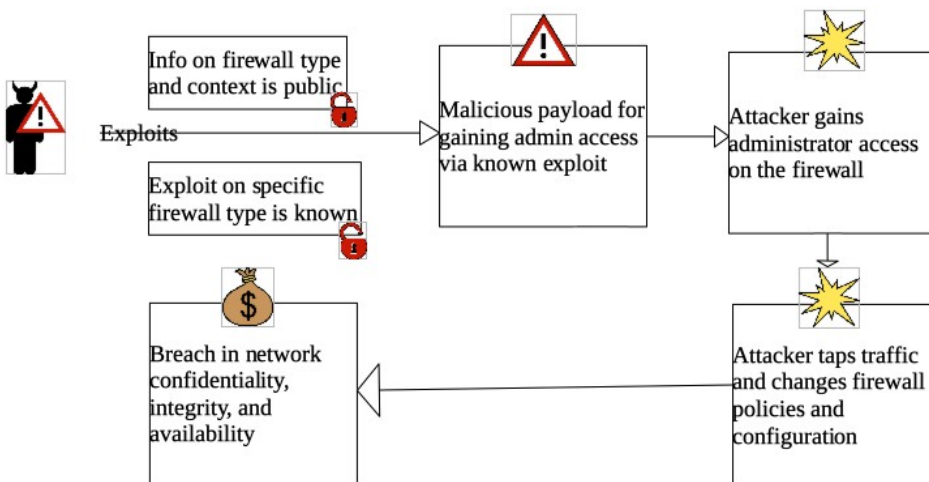 Info on firewall type
and context is public
Exploits
Exploit on specific
firewall type is known
!
!
Malicious payload for
gaining admin access
via known exploit
Attacker gains
administrator access
on the firewall
$
Breach in network
confidentiality,
integrity, and
availability
Attacker taps traffic
and changes firewall
policies and
configuration